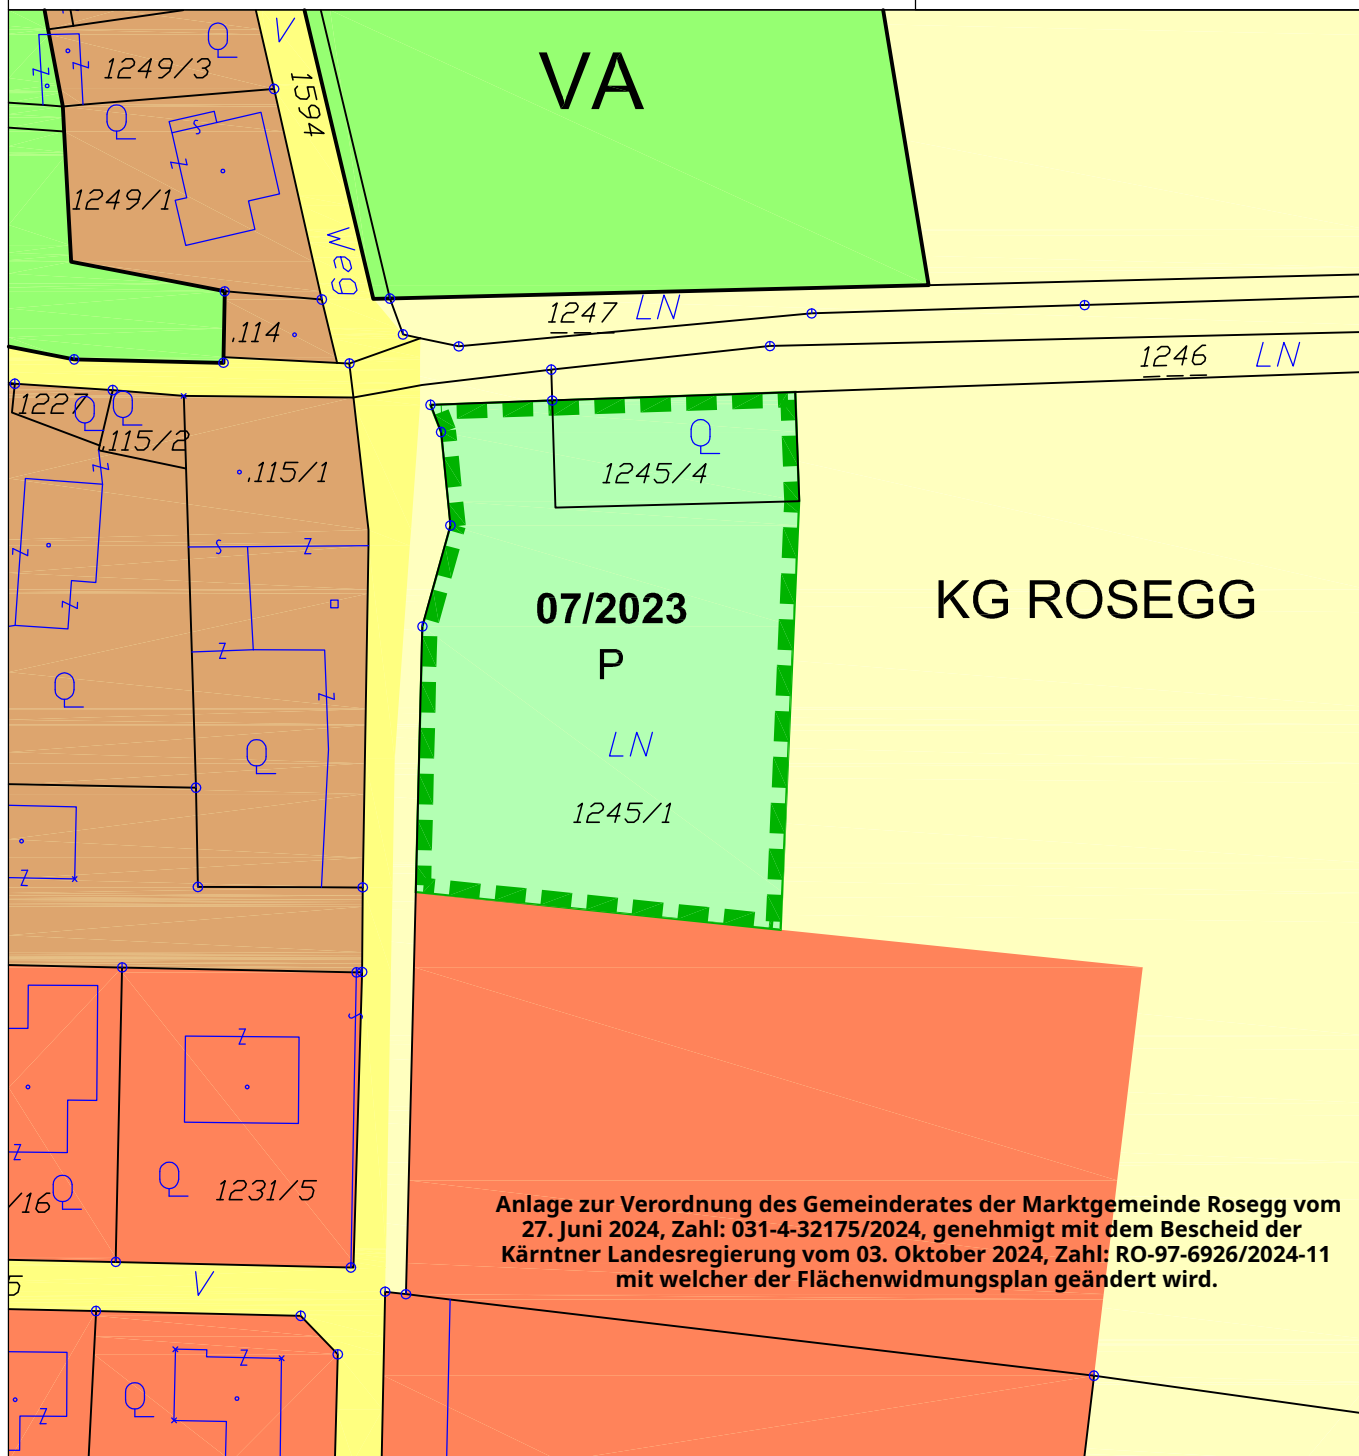 V
VA
1249/3
1594
1249/1
Weg
1247 LN
.114
1246 LN
1227
.115/2
.115/1
1245/4
07/2023
KG ROSEGG
P
LN
1245/1
1231/5
/16
Anlage zur Verordnung des Gemeinderates der Marktgemeinde Rosegg vom
27. Juni 2024, Zahl: 031-4-32175/2024, genehmigt mit dem Bescheid der
Kärntner Landesregierung vom 03. Oktober 2024, Zahl: RO-97-6926/2024-11
mit welcher der Flächenwidmungsplan geändert wird.
5
V